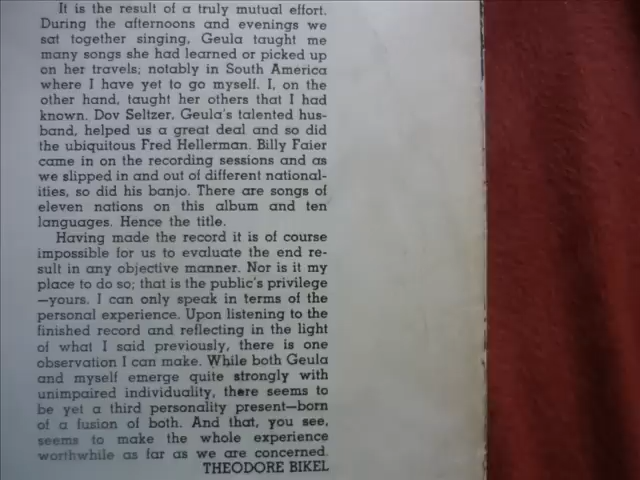 It is the result of a truly mutual effort.
During the afternoons and evenings we
sat together singing, Geula taught me
many songs she had learned or picked up
on her travels; notably in South America
where I have yet to go myself. I, on the
other hand, taught her others that I had
known. Dov Seltzer, Geula's talented hus-
band, helped us a great deal and so did
the ubiquitous Fred Hellerman. Billy Faier
came in on the recording sessions and as
we slipped in and out of different national-
ities, so did his banjo. There are songs of
eleven nations on this album and ten
languages. Hence the title.
Having made the record it is of course
impossible for us to evaluate the end re-
sult in any objective manner. Nor is it my
place to do so; that is the public's privilege
—yours. I can only speak in terms of the
personal experience. Upon listening to the
finished record and reflecting in the light
of what I said previously, there is one
observation I can make. While both Geula
and myself emerge quite strongly with
unimpaired individuality, there seems to
be yet a third personality present—born
of a fusion of both. And that, you see,
seems to make the whole experience
worthwhile as far as we are concerned.
THEODORE BIKEL